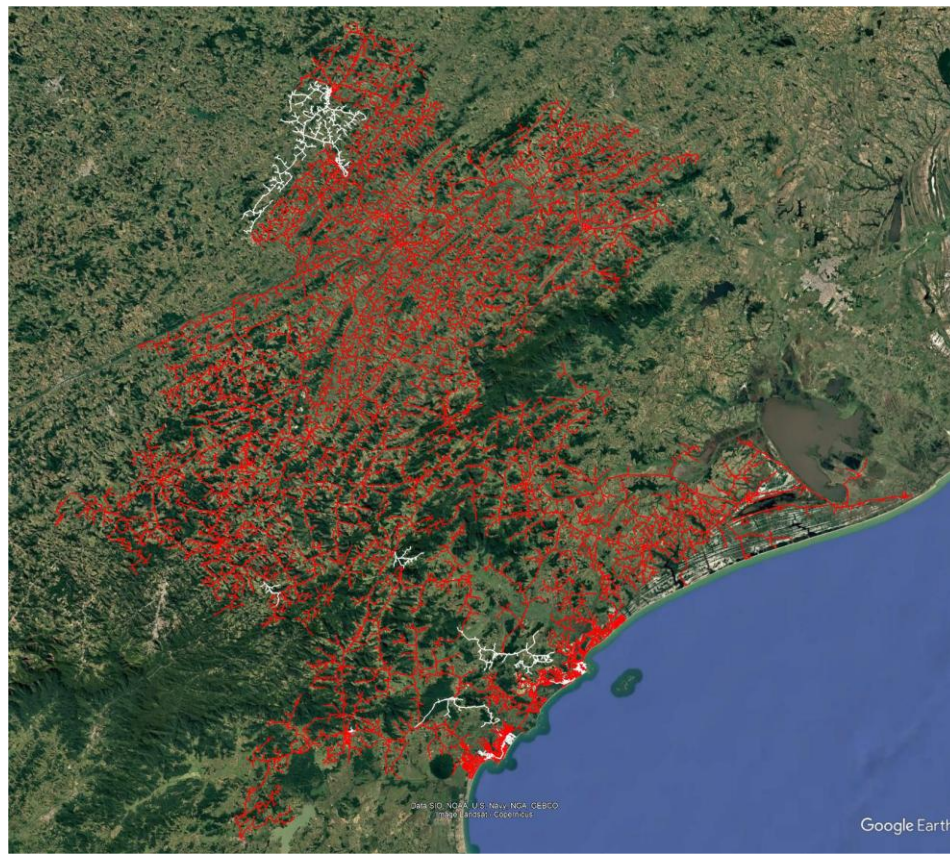 Data SIO, NOAA, U.S. Navy, NGA, GEBCO
Image Landsat / Copernicus
Google Earth